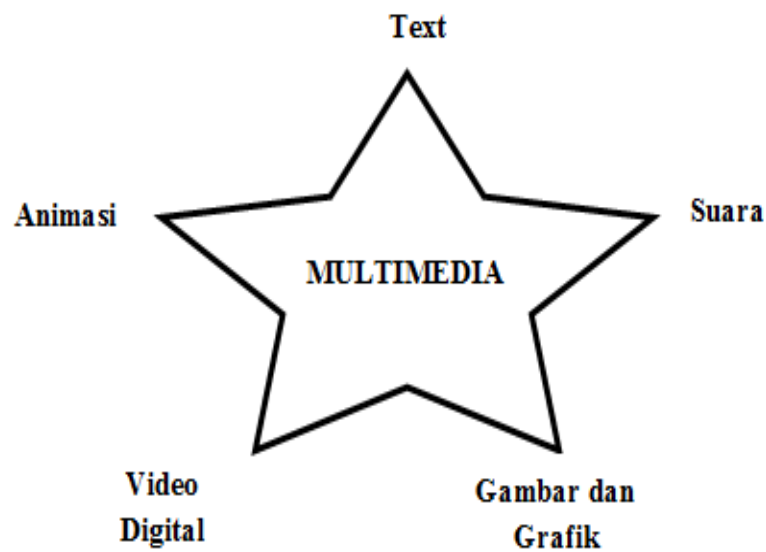 Text
Animasi
Suara
MULTIMEDIA
Video
Digital
Gambar dan
Grafik